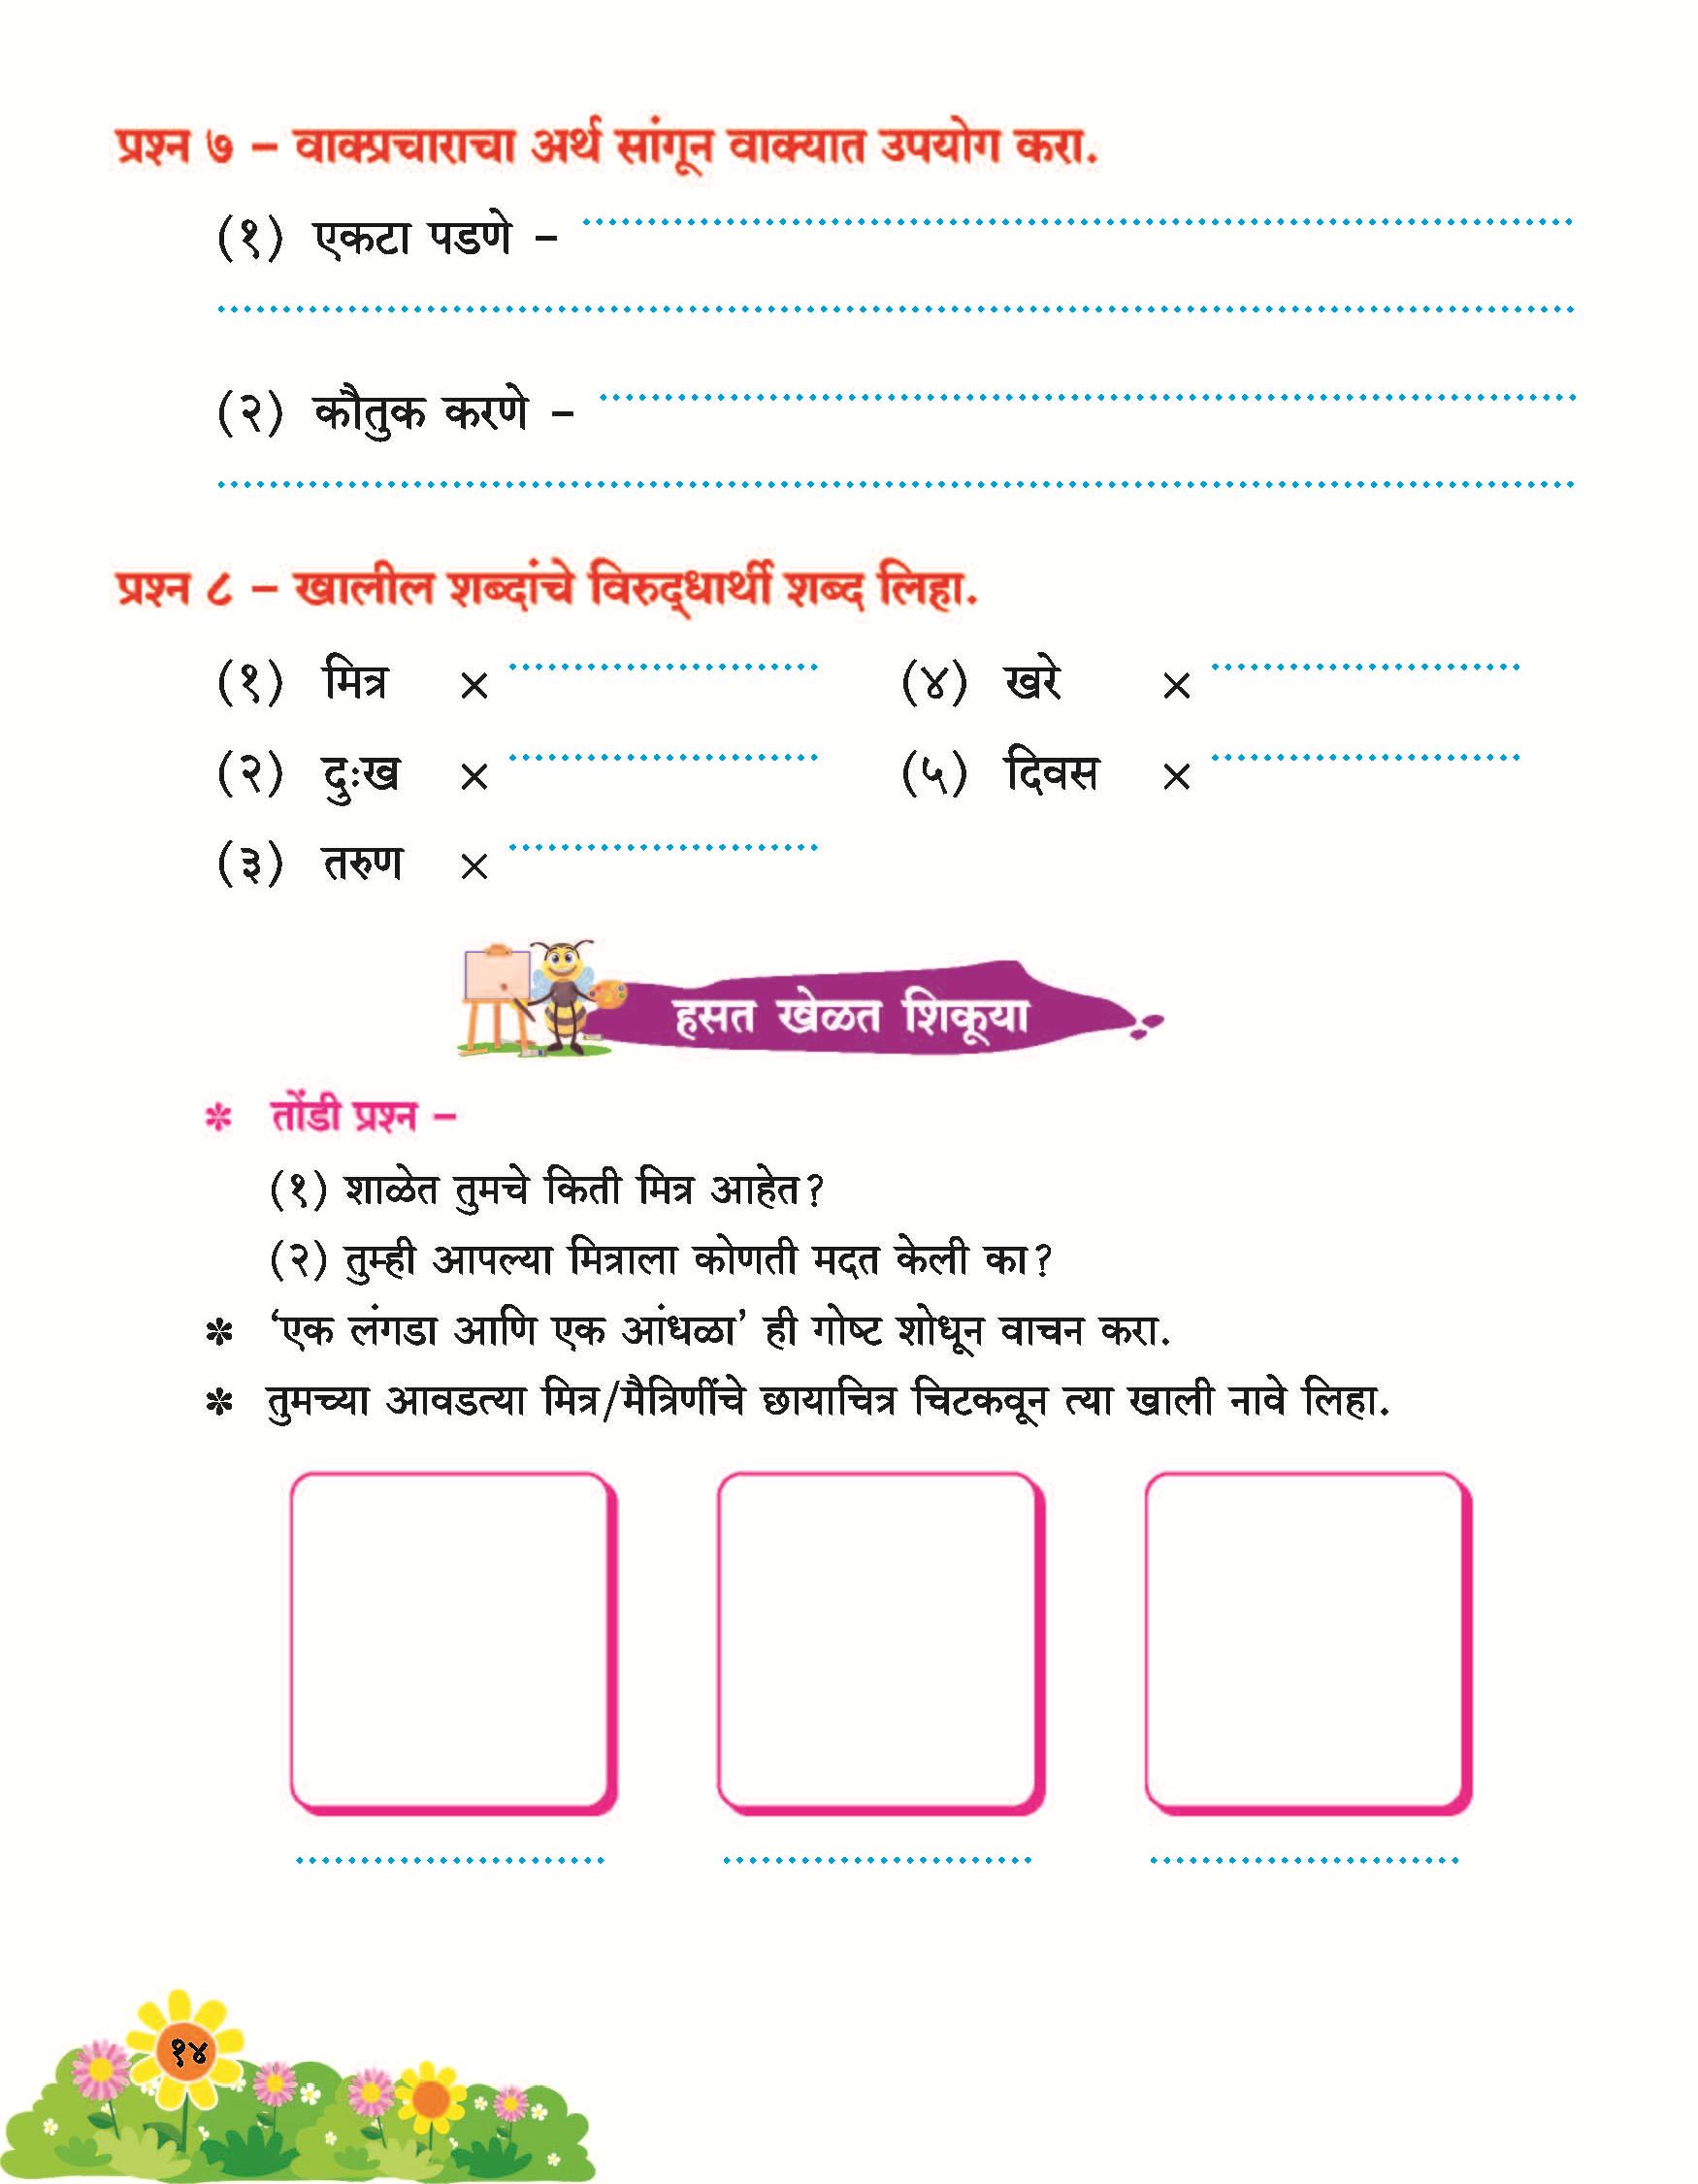 प्रश्न ७ – वाक्प्रचाराचा अर्थ सांगून वाक्यात उपयोग करा.
(१) एकटा पडणे –
(२) कौतुक करणे –
प्रश्न ८ – खालील शब्दांचे विरुद्धार्थी शब्द लिहा.
(१) मित्र × (४) खरे ×
(२) दुःख × (५) दिवस ×
(३) तरुण ×
हसत खेळत शिकूया
* तोंडी प्रश्न –
(१) शाळेत तुमचे किती मित्र आहेत?
(२) तुम्ही आपल्या मित्राला कोणती मदत केली का?
* ‘एक लंगडा आणि एक आंधळा’ ही गोष्ट शोधून वाचन करा.
* तुमच्या आवडत्या मित्र/मैत्रिणींचे छायाचित्र चिटकवून त्या खाली नावे लिहा.
१४